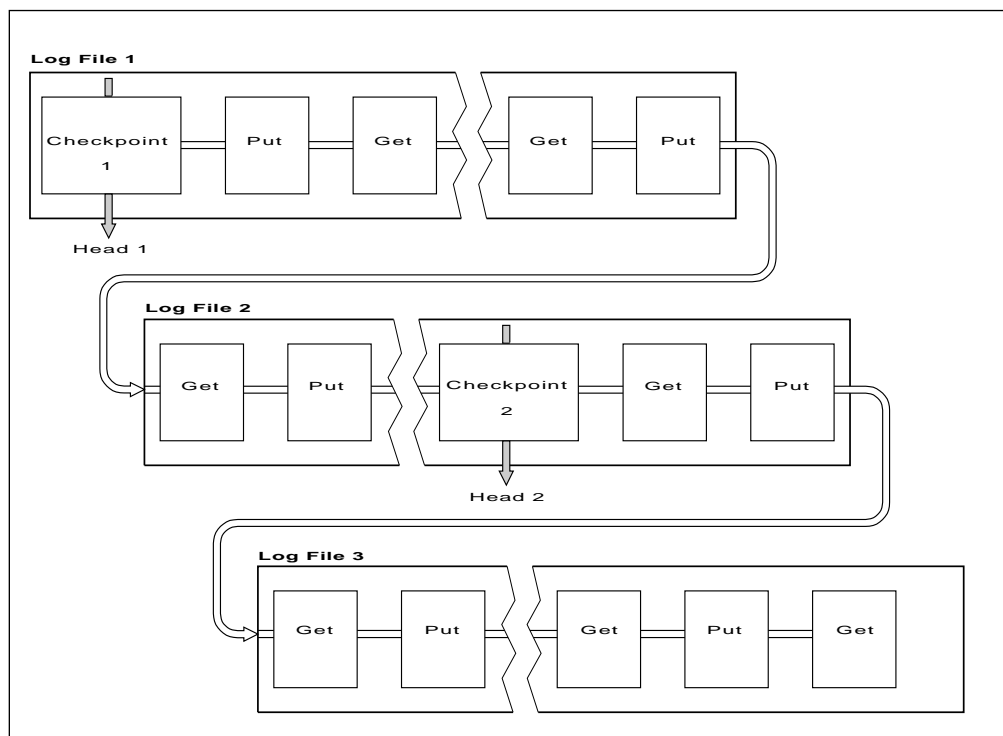 Log File 1
Checkpoint
1
Put
Get
Get
Put
Head 1
Log File 2
Get
Put
Checkpoint
2
Get
Put
Head 2
Log File 3
Get
Put
Get
Put
Get